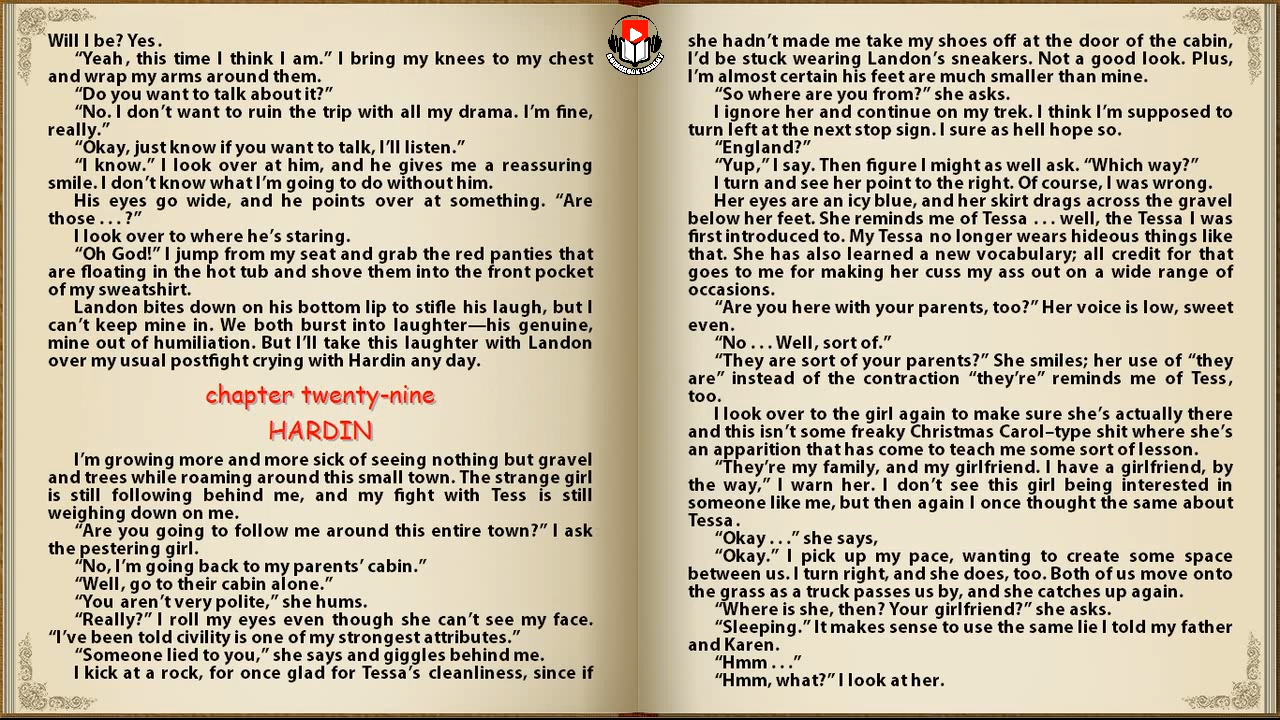 Will I be? Yes.
“Yeah, this time I think I am.” I bring my knees to my chest
and wrap my arms around them.
“Do you want to talk about it?”
“No. I don’t want to ruin the trip with all my drama. I’m fine,
really.”
“Okay, just know if you want to talk, I’ll listen.”
“I know.” I look over at him, and he gives me a reassuring
smile. I don’t know what I’m going to do without him.
His eyes go wide, and he points over at something. “Are
those . . . ?”
I look over to where he’s staring.
“Oh God!” I jump from my seat and grab the red panties that
are floating in the hot tub and shove them into the front pocket
of my sweatshirt.
Landon bites down on his bottom lip to stifle his laugh, but I
can’t keep mine in. We both burst into laughter—his genuine,
mine out of humiliation. But I’ll take this laughter with Landon
over my usual postfight crying with Hardin any day.
chapter twenty-nine
HARDIN
I’m growing more and more sick of seeing nothing but gravel
and trees while roaming around this small town. The strange girl
is still following behind me, and my fight with Tess is still
weighing down on me.
“Are you going to follow me around this entire town?” I ask
the pestering girl.
“No, I’m going back to my parents’ cabin.”
“Well, go to their cabin alone.”
“You aren’t very polite,” she hums.
“Really?” I roll my eyes even though she can’t see my face.
“I’ve been told civility is one of my strongest attributes.”
“Someone lied to you,” she says and giggles behind me.
I kick at a rock, for once glad for Tessa’s cleanliness, since if
she hadn’t made me take my shoes off at the door of the cabin,
I’d be stuck wearing Landon’s sneakers. Not a good look. Plus,
I’m almost certain his feet are much smaller than mine.
“So where are you from?” she asks.
I ignore her and continue on my trek. I think I’m supposed to
turn left at the next stop sign. I sure as hell hope so.
“England?”
“Yup,” I say. Then figure I might as well ask. “Which way?”
I turn and see her point to the right. Of course, I was wrong.
Her eyes are an icy blue, and her skirt drags across the gravel
below her feet. She reminds me of Tessa . . . well, the Tessa I was
first introduced to. My Tessa no longer wears hideous things like
that. She has also learned a new vocabulary; all credit for that
goes to me for making her cuss my ass out on a wide range of
occasions.
“Are you here with your parents, too?” Her voice is low, sweet
even.
“No . . . Well, sort of.”
“They are sort of your parents?” She smiles; her use of “they
are” instead of the contraction “they’re” reminds me of Tess,
too.
I look over to the girl again to make sure she’s actually there
and this isn’t some freaky Christmas Carol–type shit where she’s
an apparition that has come to teach me some sort of lesson.
“They’re my family, and my girlfriend. I have a girlfriend, by
the way,” I warn her. I don’t see this girl being interested in
someone like me, but then again I once thought the same about
Tessa.
“Okay . . .” she says,
“Okay.” I pick up my pace, wanting to create some space
between us. I turn right, and she does, too. Both of us move onto
the grass as a truck passes us by, and she catches up again.
“Where is she, then? Your girlfriend?” she asks.
“Sleeping.” It makes sense to use the same lie I told my father
and Karen.
“Hmm . . .”
“Hmm, what?” I look at her.